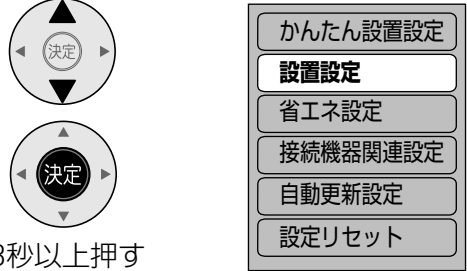 決定
決定
3秒以上押す
かんたん設置設定
設置設定
省エネ設定
接続機器関連設定
自動更新設定
設定リセット